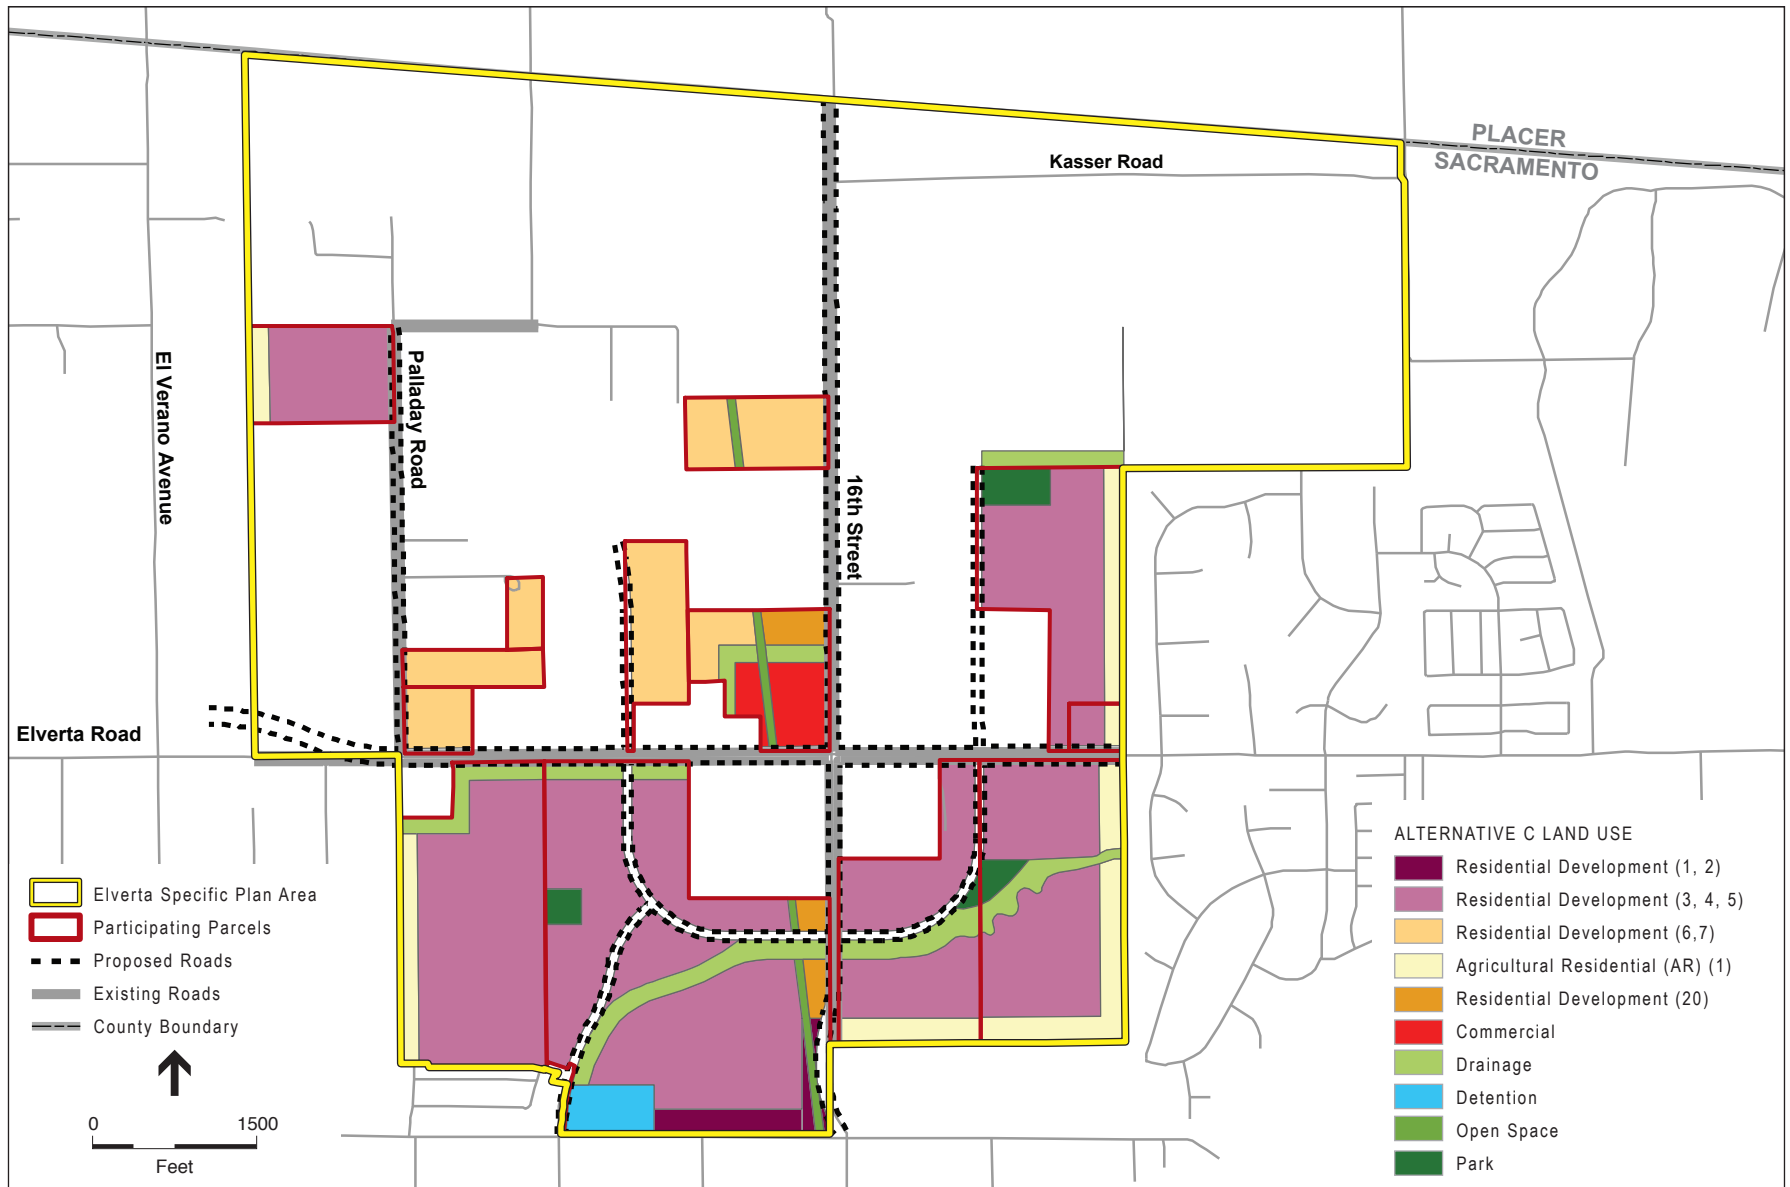 PLACER
SACRAMENTO
Kasser Road
El Verano Avenue
Palladay Road
16th Street
Elverta Road
Elverta Specific Plan Area
Participating Parcels
Proposed Roads
Existing Roads
County Boundary
0 1500
Feet
ALTERNATIVE C LAND USE
Residential Development (1, 2)
Residential Development (3, 4, 5)
Residential Development (6,7)
Agricultural Residential (AR) (1)
Residential Development (20)
Commercial
Drainage
Detention
Open Space
Park